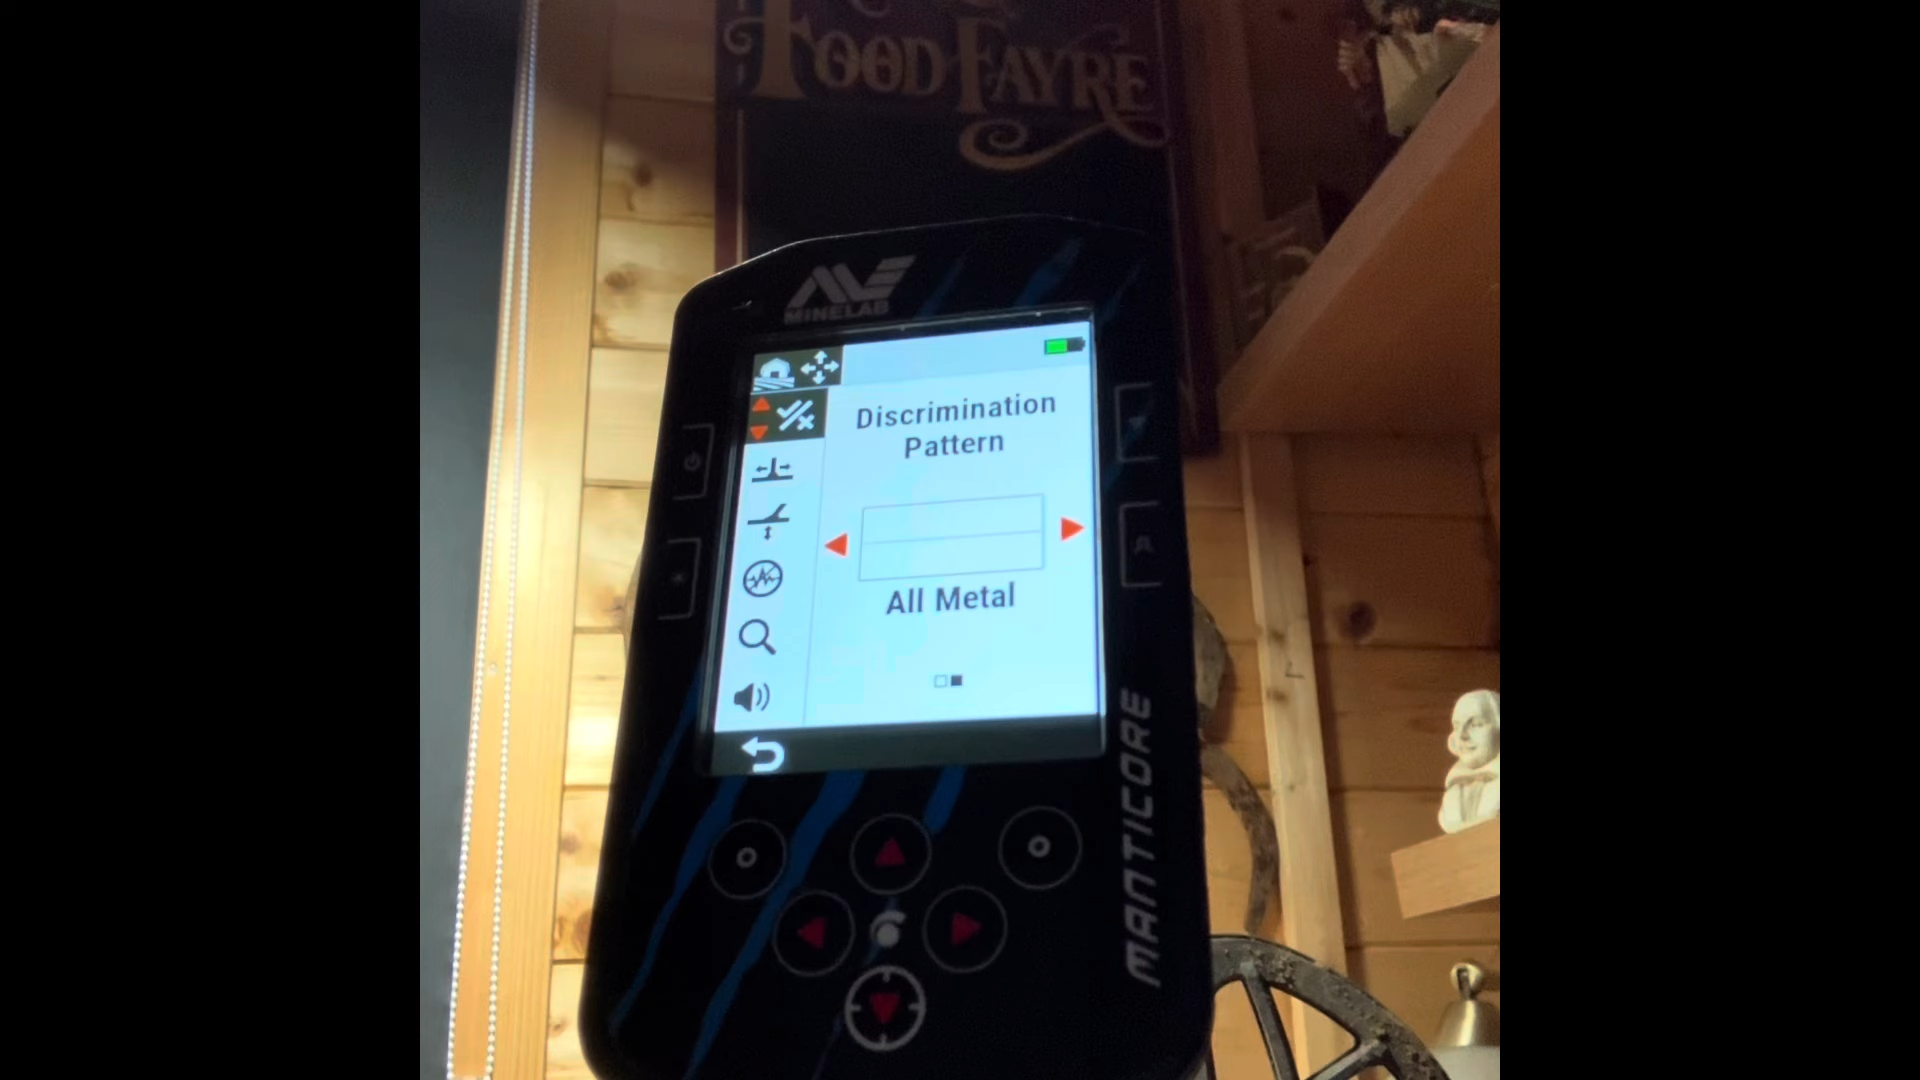 FOOD FAYRE
MINELAB
Discrimination
Pattern
All Metal
MANTICORE